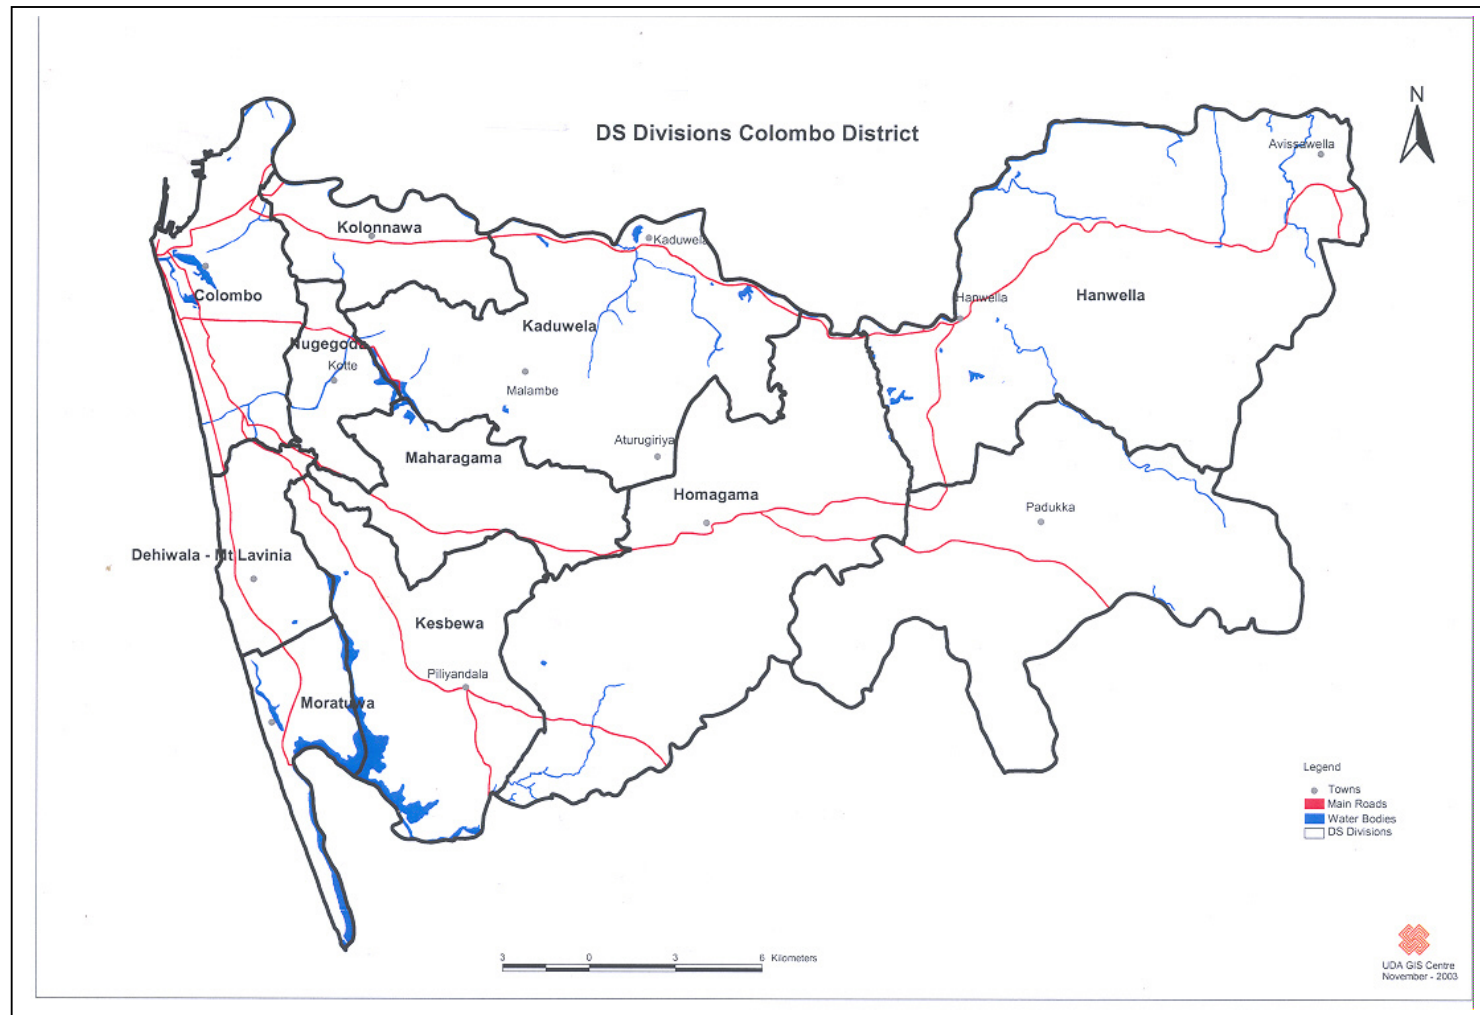 DS Divisions Colombo District
N
Avissawella
Kolonnawa
Kaduwela
Colombo
Hanwella
Hanwella
Kaduwela
Nugegoda
Kotte
Malambe
Aturugiriya
Maharagama
Homagama
Padukka
Dehiwala - Mt Lavinia
Kesbewa
Piliyandala
Moratuwa
Legend
Towns
Main Roads
Water Bodies
DS Divisions
3 0 3 6 Kilometers
UDA GIS Centre
November - 2003